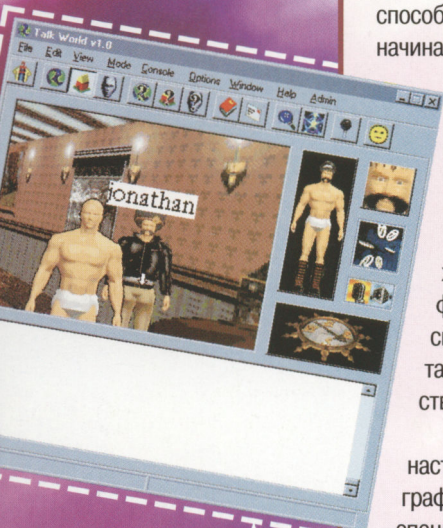 способ
начина
Talk World v1.0
File Edit View Mode Console Options Window Help Admin
jonathan
ф
та
ств
наст
граф